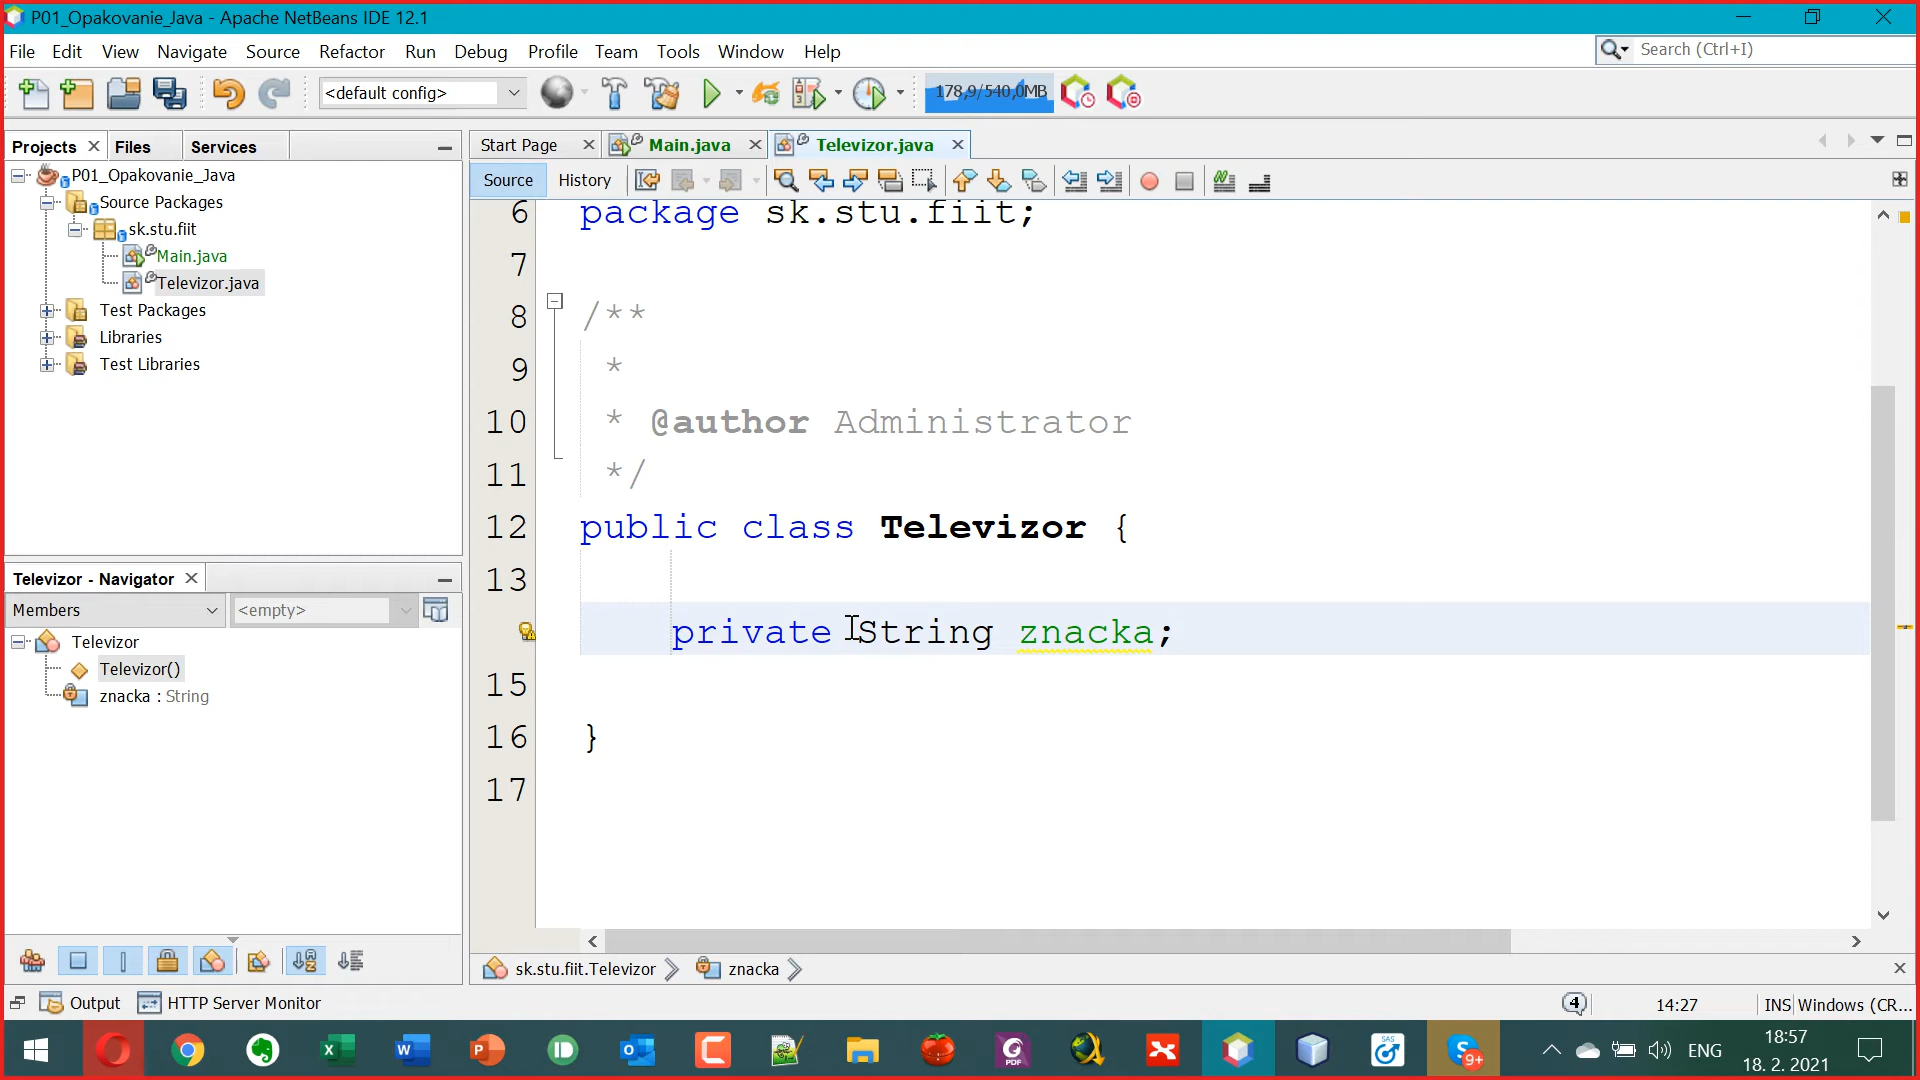 P01_Opakovanie_Java - Apache NetBeans IDE 12.1
File Edit View Navigate Source Refactor Run Debug Profile Team Tools Window Help
Search (Ctrl+I)
<default config>
178,9/540,0MB
Projects Files Services
Start Page Main.java Televizor.java
Source History
P01_Opakovanie_Java
Source Packages
sk.stu.fiit
Main.java
Televizor.java
Test Packages
Libraries
Test Libraries
Televizor - Navigator
Members <empty>
Televizor
Televizor()
znacka : String
6 package sk.stu.fiit;
7
8 /**
9 *
10 * @author Administrator
11 */
12 public class Televizor {
13
private String znacka;
15
16 }
17
sk.stu.fiit.Televizor znacka
Output HTTP Server Monitor
4 14:27 INS Windows (CR...
ENG 18:57
18. 2. 2021
9+